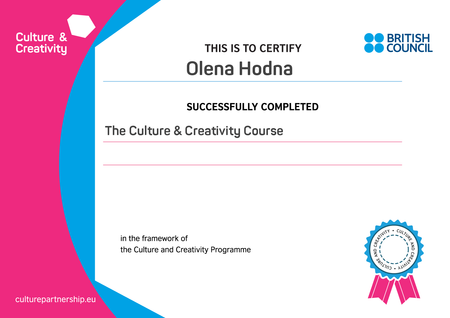 Culture &
Creativity
BRITISH
COUNCIL
THIS IS TO CERTIFY
Olena Hodna
SUCCESSFULLY COMPLETED
The Culture & Creativity Course
in the framework of
the Culture and Creativity Programme
CULTURE AND CREATIVITY • CULTURE AND CREATIVITY •
culturepartnership.eu